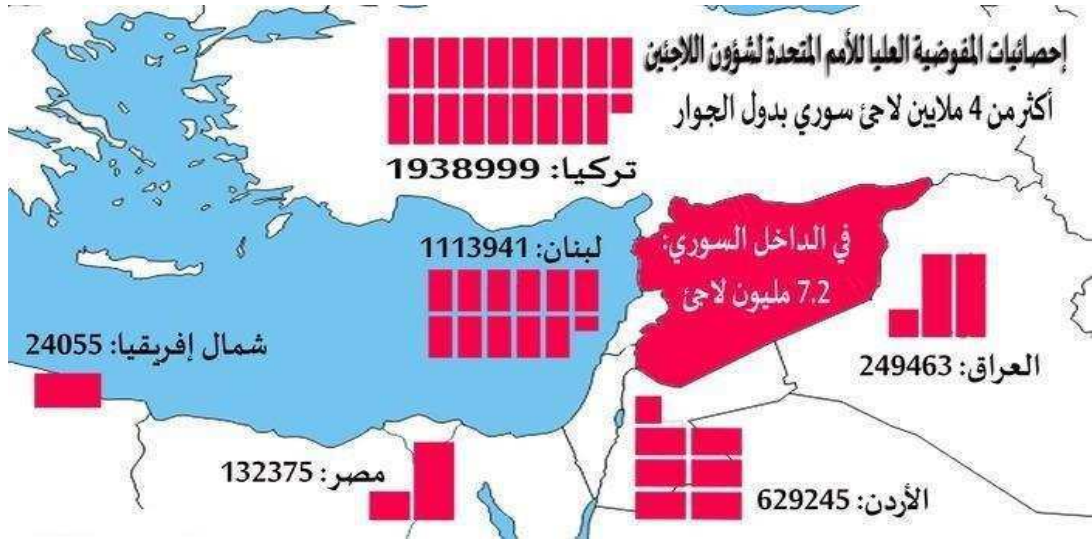 إحصائيات المفوضية العليا للأمم المتحدة لشؤون اللاجئين
أكثر من 4 ملايين لاجئ سوري بدول الجوار
تركيا: 1938999
في الداخل السوري:
7.2 مليون لاجئ
لبنان: 1113941
شمال إفريقيا: 24055
العراق: 249463
مصر: 132375
الأردن: 629245